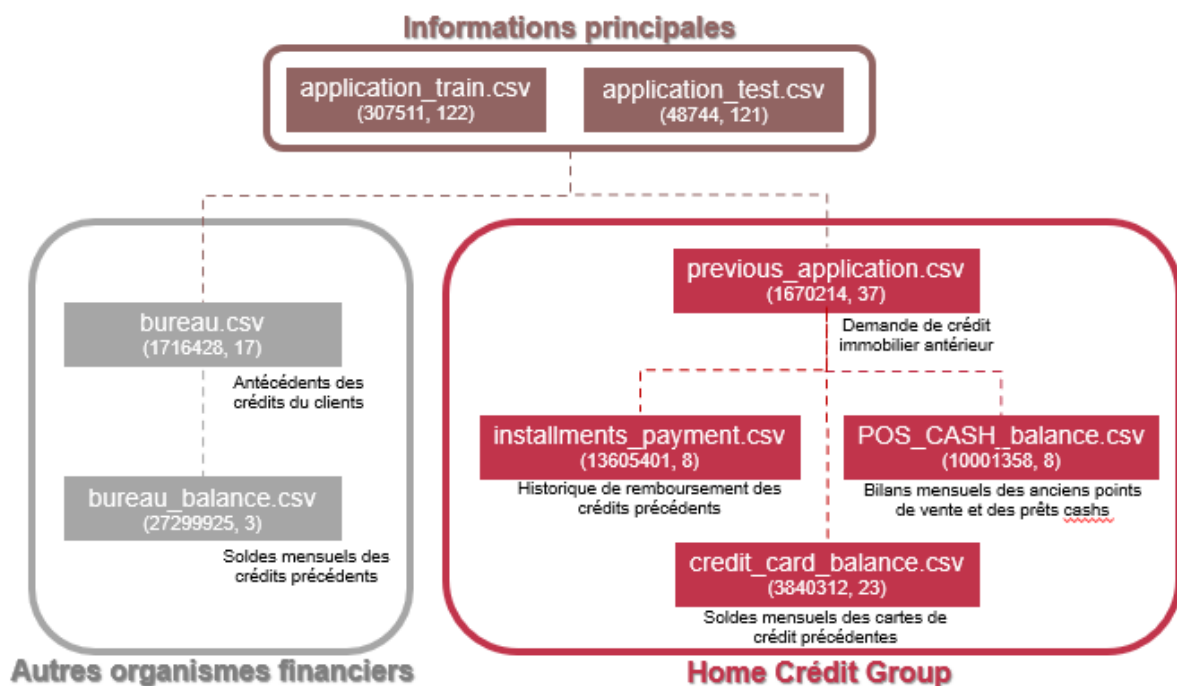 Informations principales
application_train.csv
(307511, 122)
application_test.csv
(48744, 121)
bureau.csv
(1716428, 17)
Antécédents des
crédits du clients
bureau_balance.csv
(27299925, 3)
Soldes mensuels des
crédits précédents
Autres organismes financiers
previous_application.csv
(1670214, 37)
Demande de crédit
immobilier antérieur
installments_payment.csv
(13605401, 8)
Historique de remboursement des
crédits précédents
POS_CASH_balance.csv
(10001358, 8)
Bilans mensuels des anciens points
de vente et des prêts cashs
credit_card_balance.csv
(3840312, 23)
Soldes mensuels des cartes de
crédit précédentes
Home Crédit Group